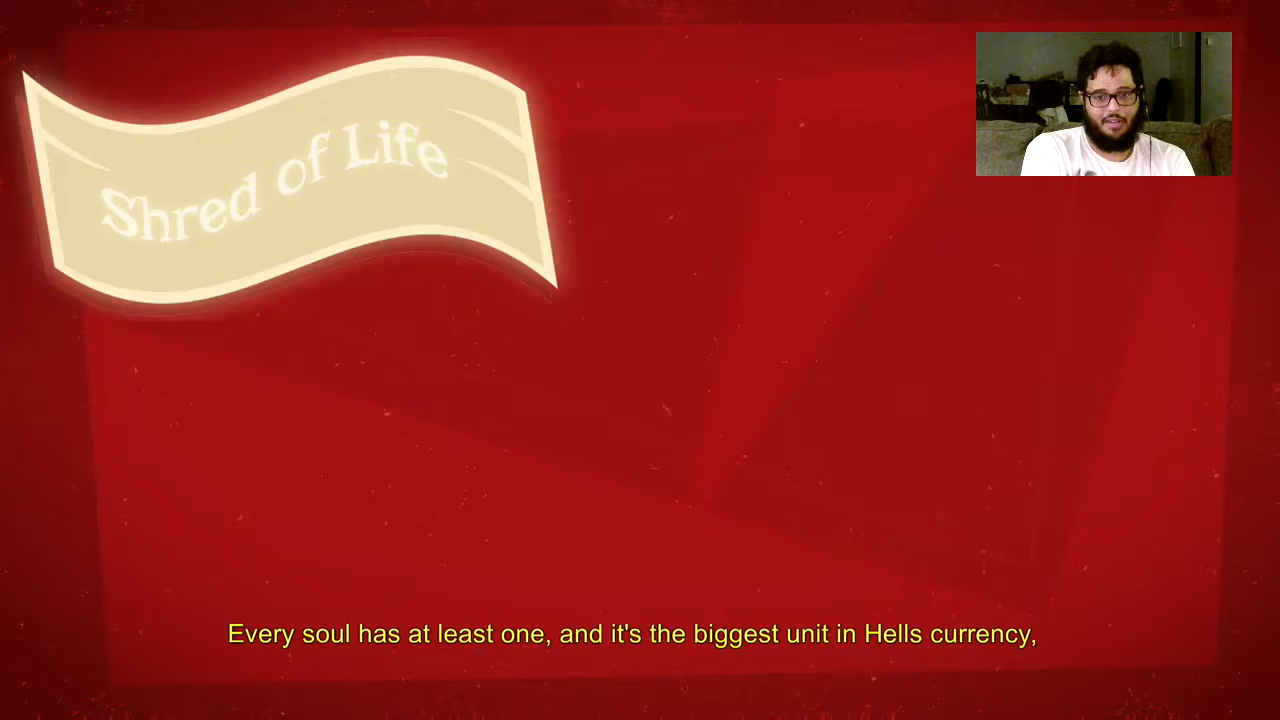 Shred of Life
Every soul has at least one, and it's the biggest unit in Hells currency,